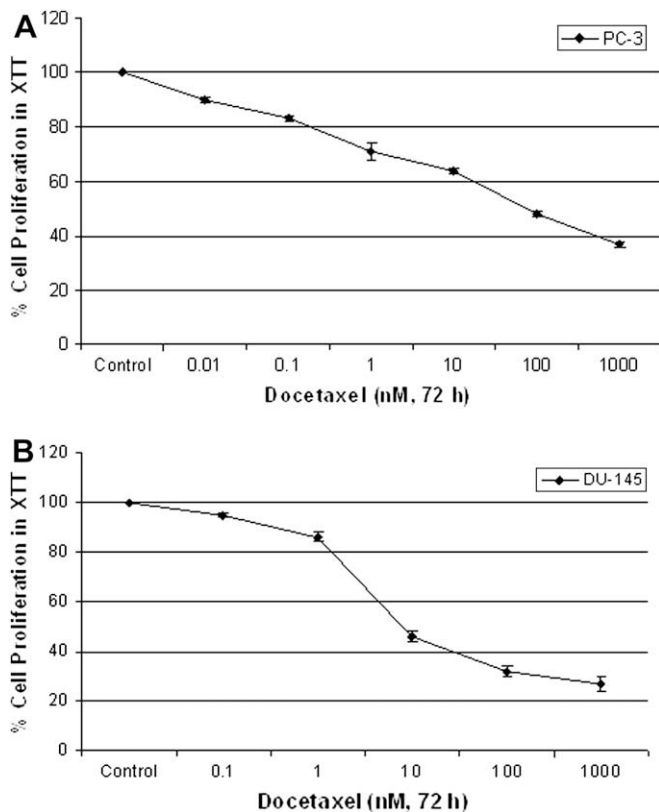 A
120
PC-3
100
80
60
40
20
0
% Cell Proliferation in XTT
Control 0.01 0.1 1 10 100 1000
Docetaxel (nM, 72 h)
B
120
DU-145
100
80
60
40
20
0
% Cell Proliferation in XTT
Control 0.1 1 10 100 1000
Docetaxel (nM, 72 h)